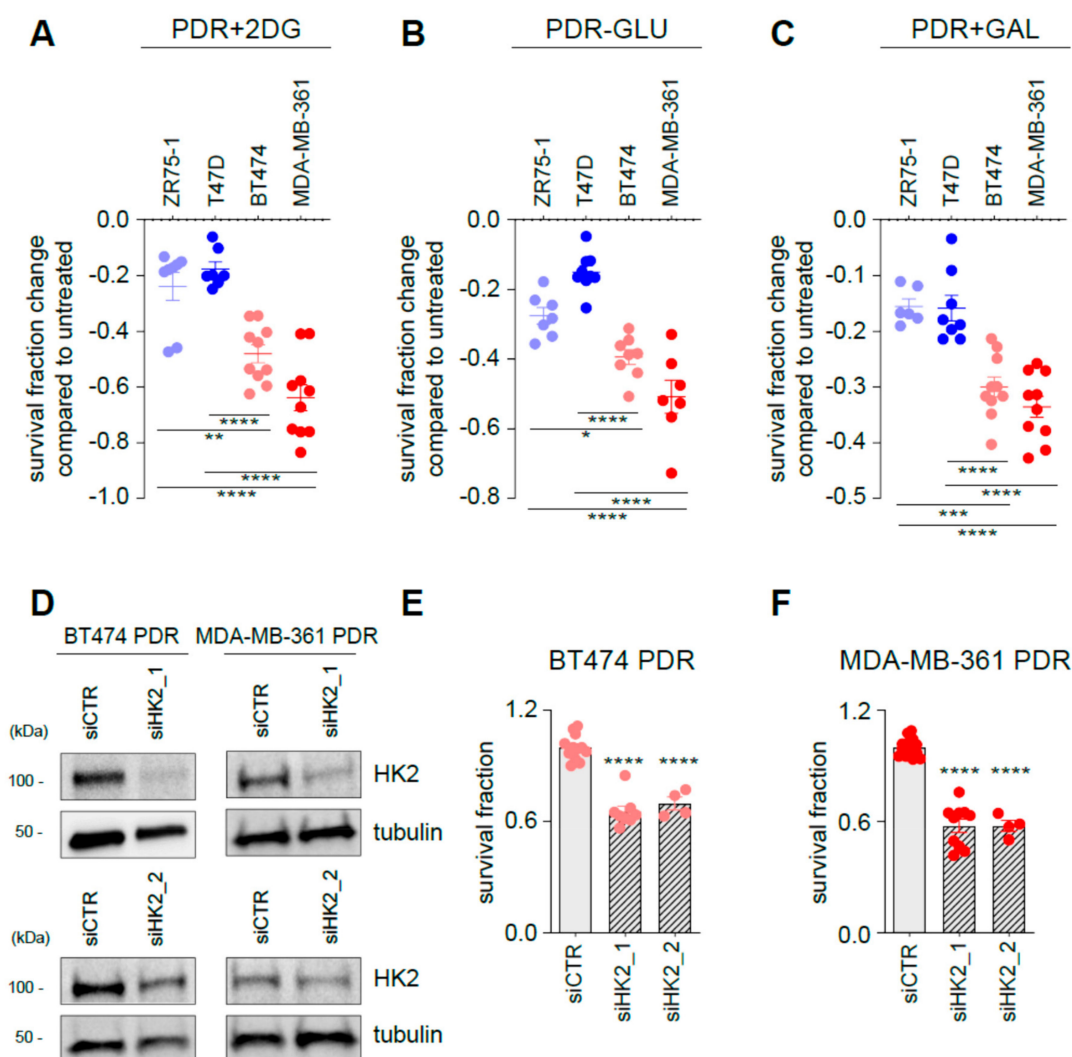 A
PDR+2DG
ZR75-1
T47D
BT474
MDA-MB-361
survival fraction change
compared to untreated
0.0
-0.2
-0.4
-0.6
-0.8
-1.0
****
**
****
****
B
PDR-GLU
ZR75-1
T47D
BT474
MDA-MB-361
survival fraction change
compared to untreated
0.0
-0.2
-0.4
-0.6
-0.8
****
*
****
****
C
PDR+GAL
ZR75-1
T47D
BT474
MDA-MB-361
survival fraction change
compared to untreated
0.0
-0.1
-0.2
-0.3
-0.4
-0.5
****
****
***
****
D
BT474 PDR
MDA-MB-361 PDR
siCTR
siHK2_1
siCTR
siHK2_1
(kDa)
100 -
HK2
50 -
tubulin
siCTR
siHK2_2
siCTR
siHK2_2
(kDa)
100 -
HK2
50 -
tubulin
E
BT474 PDR
survival fraction
1.2
0.6
0.0
****
****
siCTR
siHK2_1
siHK2_2
F
MDA-MB-361 PDR
survival fraction
1.2
0.6
0.0
****
****
siCTR
siHK2_1
siHK2_2